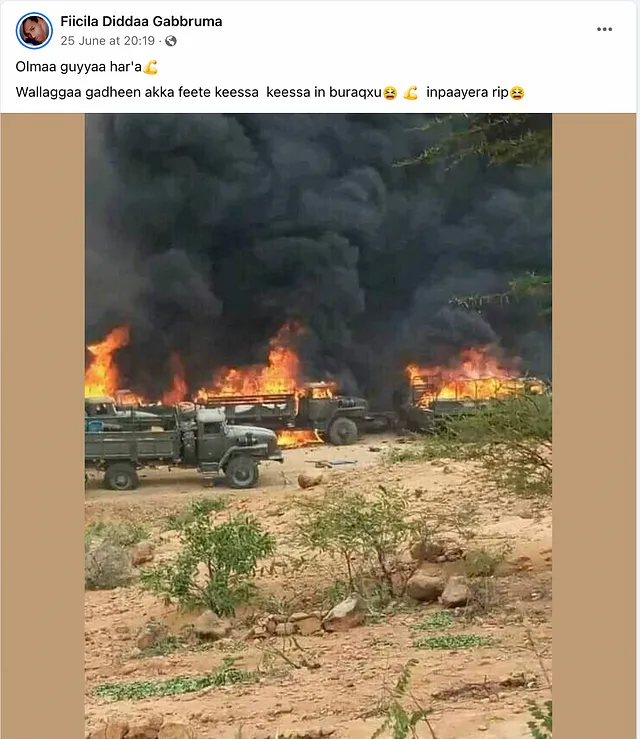 Fiicila Diddaa Gabbruma
25 June at 20:19 ·
Olmaa guyyaa har'a💪
Wallaggaa gadheen akka feete keessa keessa in buraqxu😫 💪 inpaayera rip😫